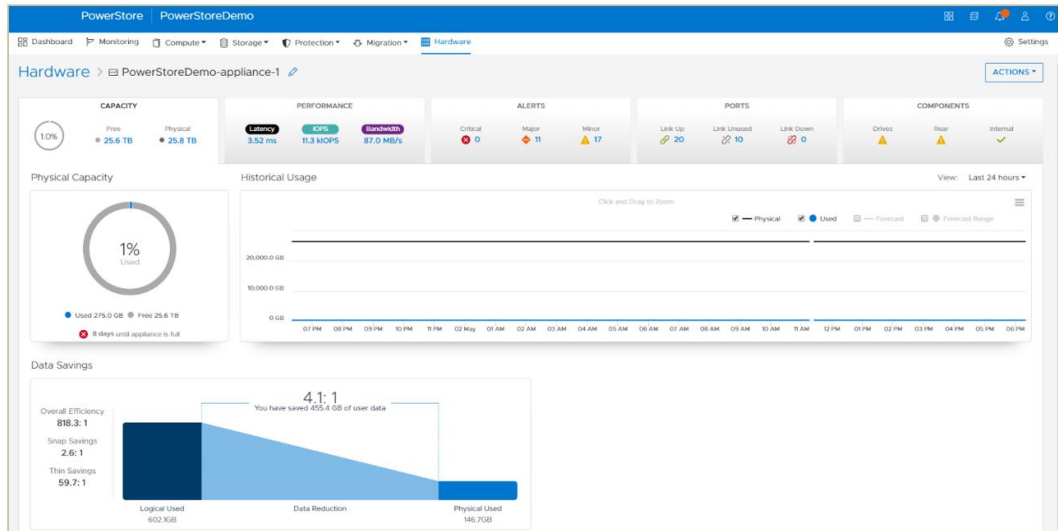 PowerStore PowerStoreDemo
Dashboard Monitoring Compute Storage Protection Migration Hardware Settings
Hardware > PowerStoreDemo-appliance-1 ACTIONS
CAPACITY PERFORMANCE ALERTS PORTS COMPONENTS
1.0% Free Physical Latency IOPS Bandwidth Critical Major Minor Link Up Link Unused Link Down Drives Rear Internal
25.6 TB 25.8 TB 3.52 ms 11.3 kIOPS 87.0 MB/s 0 11 17 20 10 0
Physical Capacity Historical Usage View: Last 24 hours
Click and Drag to Zoom
Physical Used Forecast Forecast Range
1%
Used
20,000.0 GB
10,000.0 GB
0 GB
Used 275.0 GB Free 25.6 TB
8 days until appliance is full
07 PM 08 PM 09 PM 10 PM 11 PM 02 May 01 AM 02 AM 03 AM 04 AM 05 AM 06 AM 07 AM 08 AM 09 AM 10 AM 11 AM 12 PM 01 PM 02 PM 03 PM 04 PM 05 PM 06 PM
Data Savings
4.1: 1
You have saved 455.4 GB of user data
Overall Efficiency
818.3: 1
Snap Savings
2.6: 1
Thin Savings
59.7: 1
Logical Used Data Reduction Physical Used
602.1GB 146.7GB